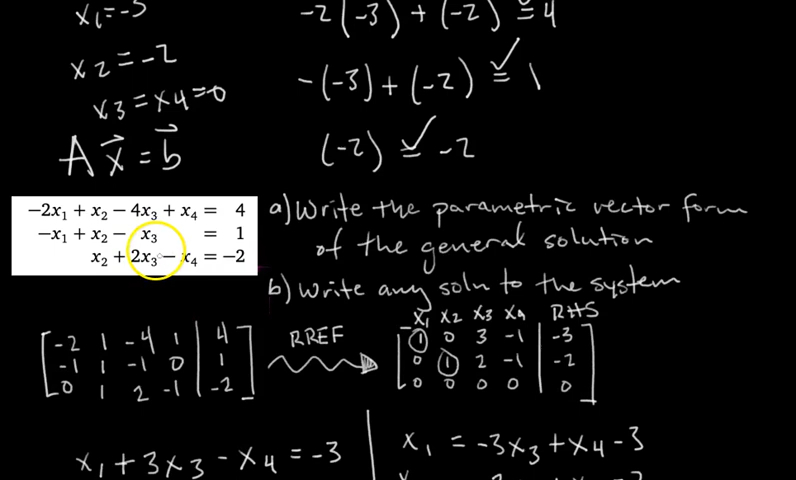 x₁=-3
-2(-3) + (-2) ≟ 4
x₂ = -2
-(-3) + (-2) ≟ 1
x₃ = x₄ = 0
Ax⃗ = b⃗
(-2) ≟ -2
−2x₁ + x₂ − 4x₃ + x₄ = 4
−x₁ + x₂ − x₃ = 1
x₂ + 2x₃ − x₄ = −2
a) Write the parametric vector form
of the general solution
b) Write any soln to the system
x₁ x₂ x₃ x₄ RHS
-2 1 -4 1 | 4
-1 1 -1 0 | 1
0 1 2 -1 | -2
RREF
1 0 3 -1 | -3
0 1 2 -1 | -2
0 0 0 0 | 0
x₁ + 3x₃ - x₄ = -3
x₁ = -3x₃ + x₄ - 3